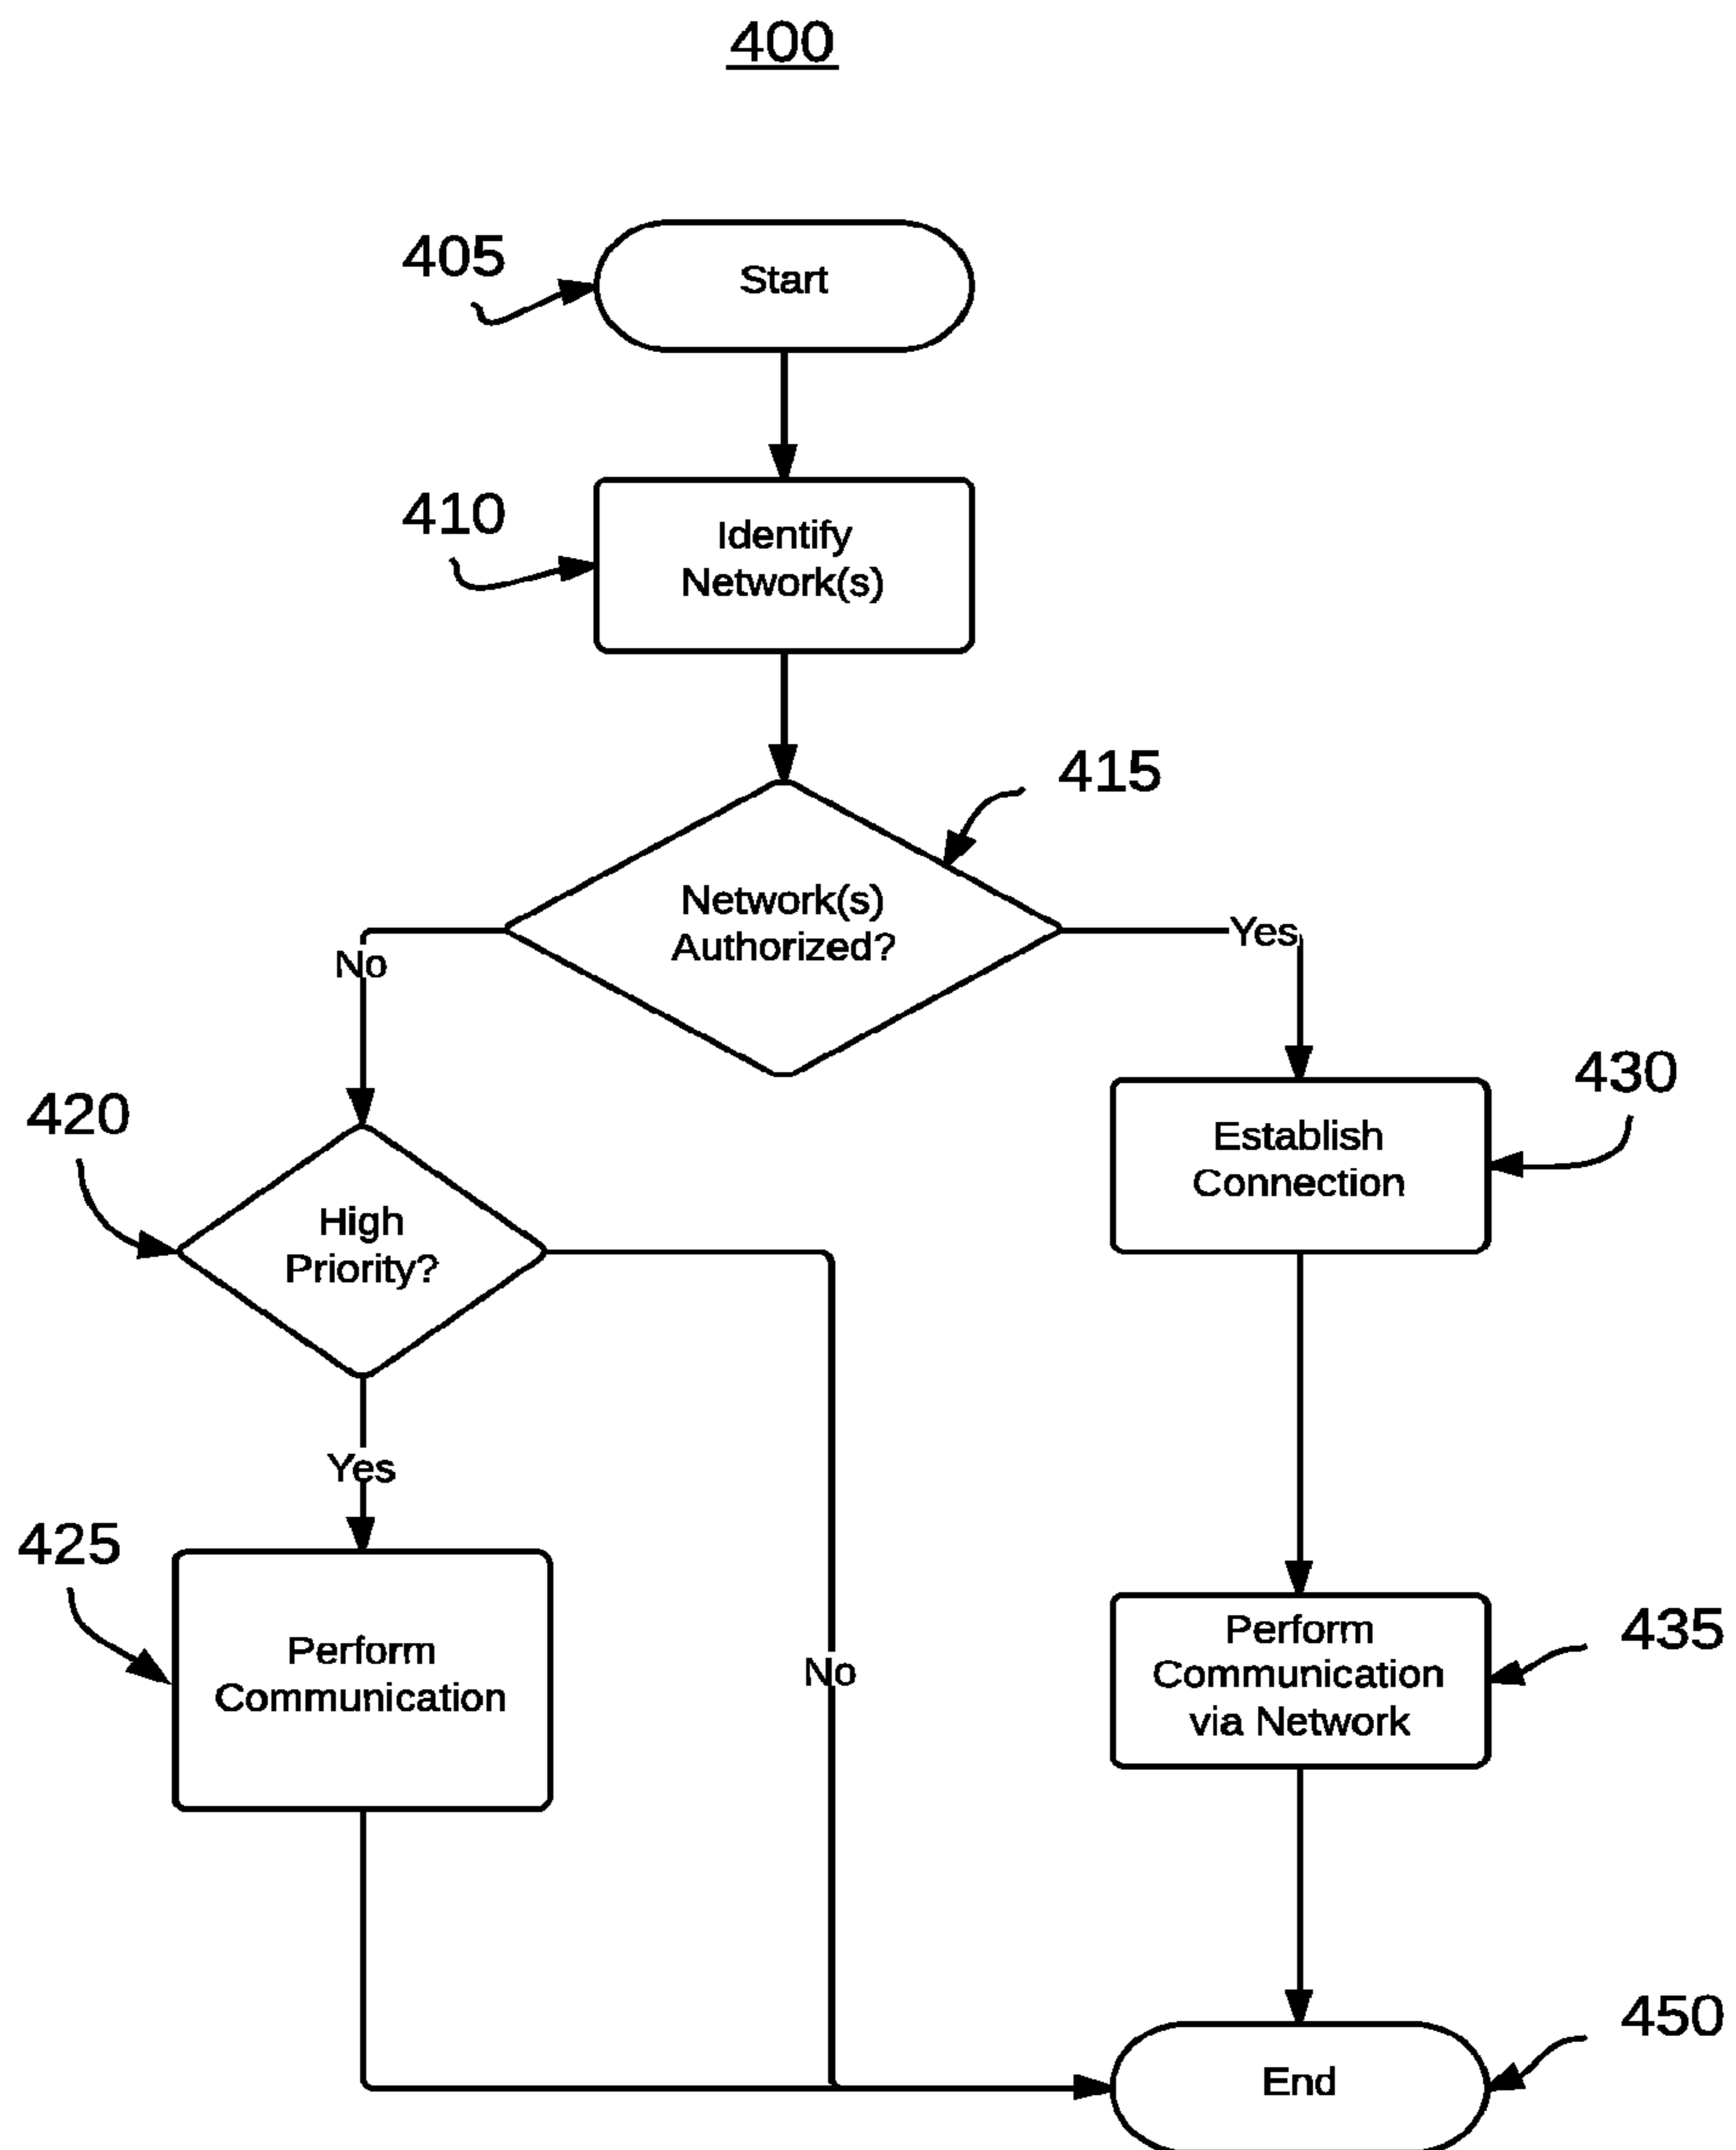 400
405
Start
410
Identify
Network(s)
415
Network(s)
Authorized?
No
Yes
420
High
Priority?
430
Establish
Connection
Yes
425
Perform
Communication
No
435
Perform
Communication
via Network
450
End